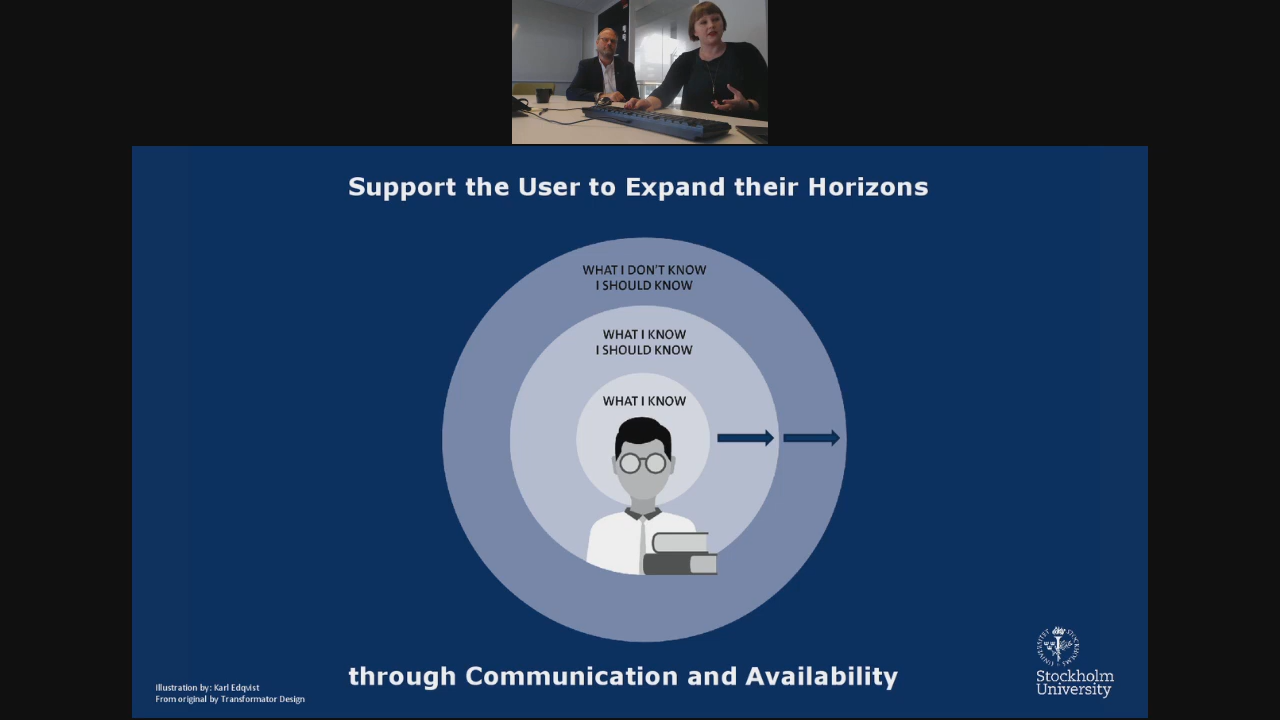 Support the User to Expand their Horizons
WHAT I DON'T KNOW
I SHOULD KNOW
WHAT I KNOW
I SHOULD KNOW
WHAT I KNOW
through Communication and Availability
Illustration by: Karl Edqvist
From original by Transformator Design
Stockholm
University